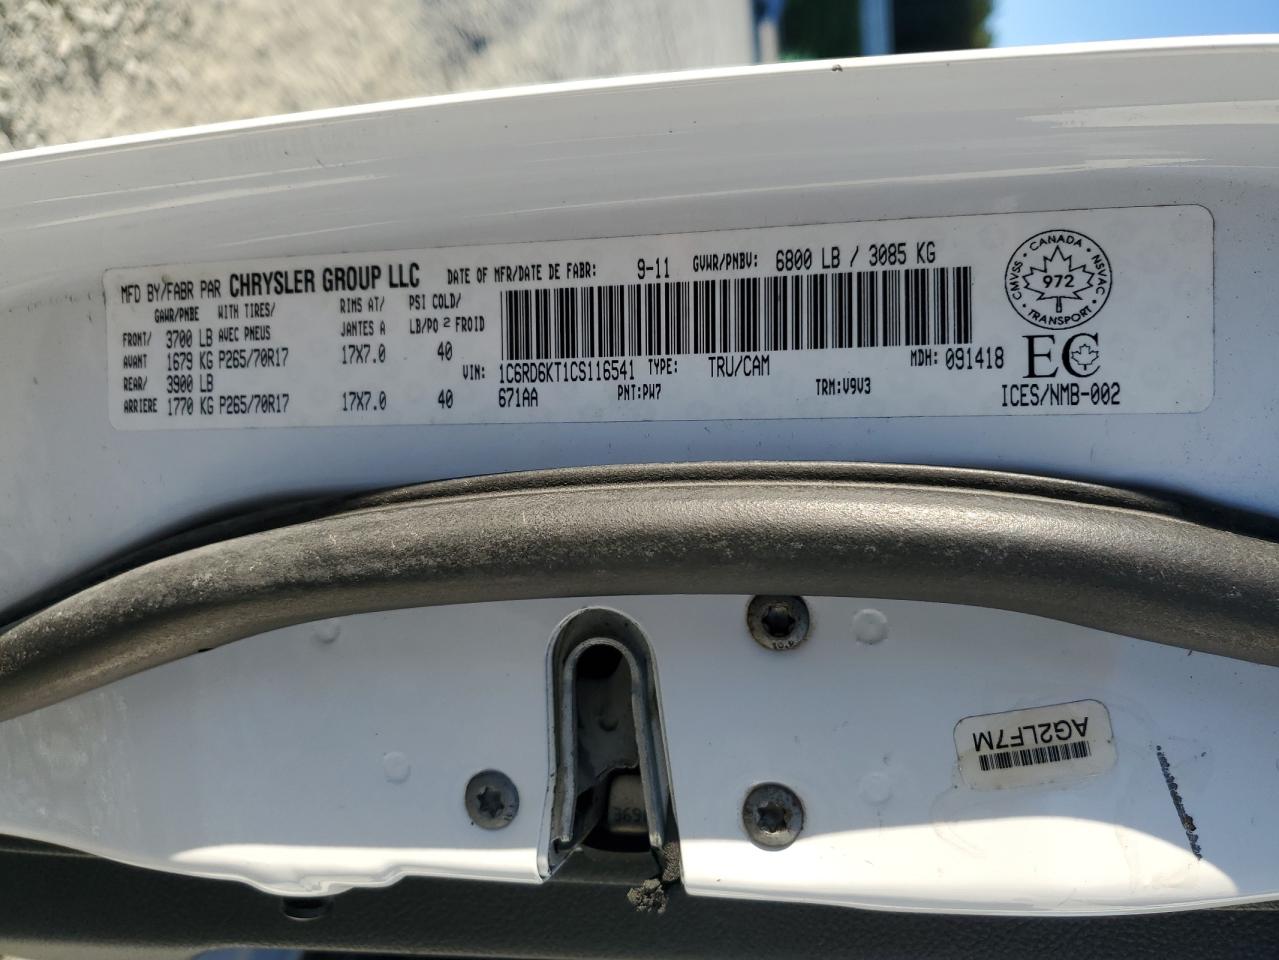 MFD BY/FABR PAR CHRYSLER GROUP LLC DATE OF MFR/DATE DE FABR: 9-11 GVWR/PNBV: 6800 LB / 3085 KG
GAWR/PNBE WITH TIRES/ RIMS AT/ PSI COLD/
FRONT/ 3700 LB AVEC PNEUS JANTES A LB/PO 2 FROID
AVANT 1679 KG P265/70R17 17X7.0 40
REAR/ 3900 LB
ARRIERE 1770 KG P265/70R17 17X7.0 40
VIN: 1C6RD6KT1CS116541 TYPE: TRU/CAM MDH: 091418
671AA PNT:PW7 TRM:V9V3
CANADA
CMVSS NSVAC
972
TRANSPORT
EC
ICES/NMB-002
10.9
AG2LF7M